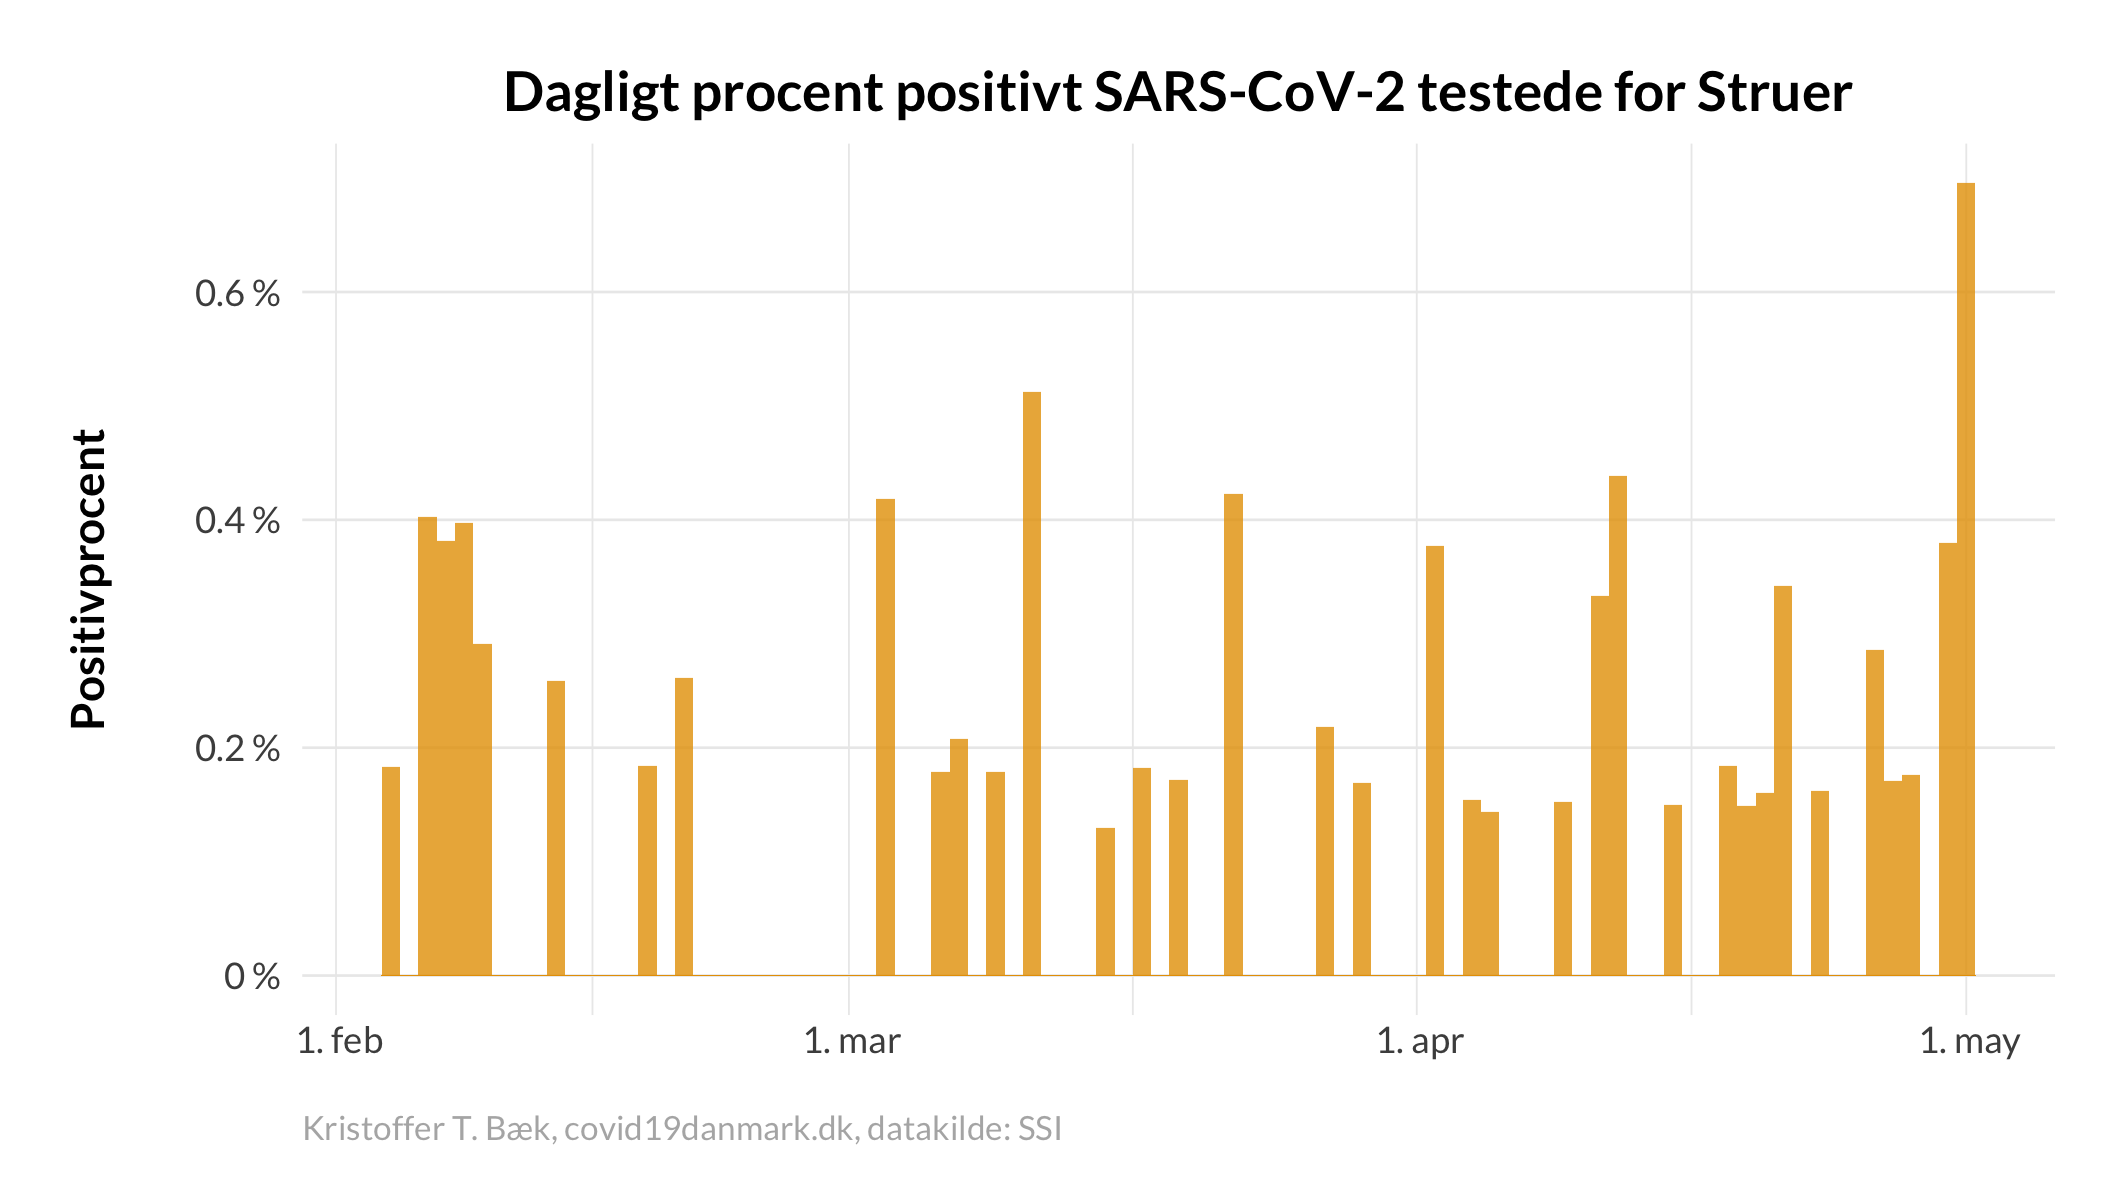 Dagligt procent positivt SARS-CoV-2 testede for Struer
Positivprocent
0.6 %
0.4 %
0.2 %
0 %
1. feb
1. mar
1. apr
1. may
Kristoffer T. Bæk, covid19danmark.dk, datakilde: SSI